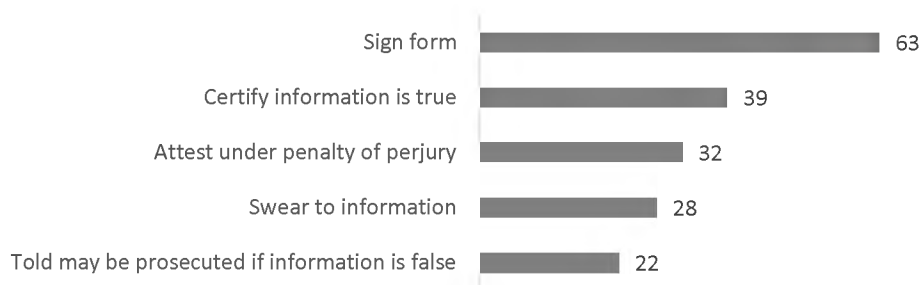 Sign form 63
Certify information is true 39
Attest under penalty of perjury 32
Swear to information 28
Told may be prosecuted if information is false 22